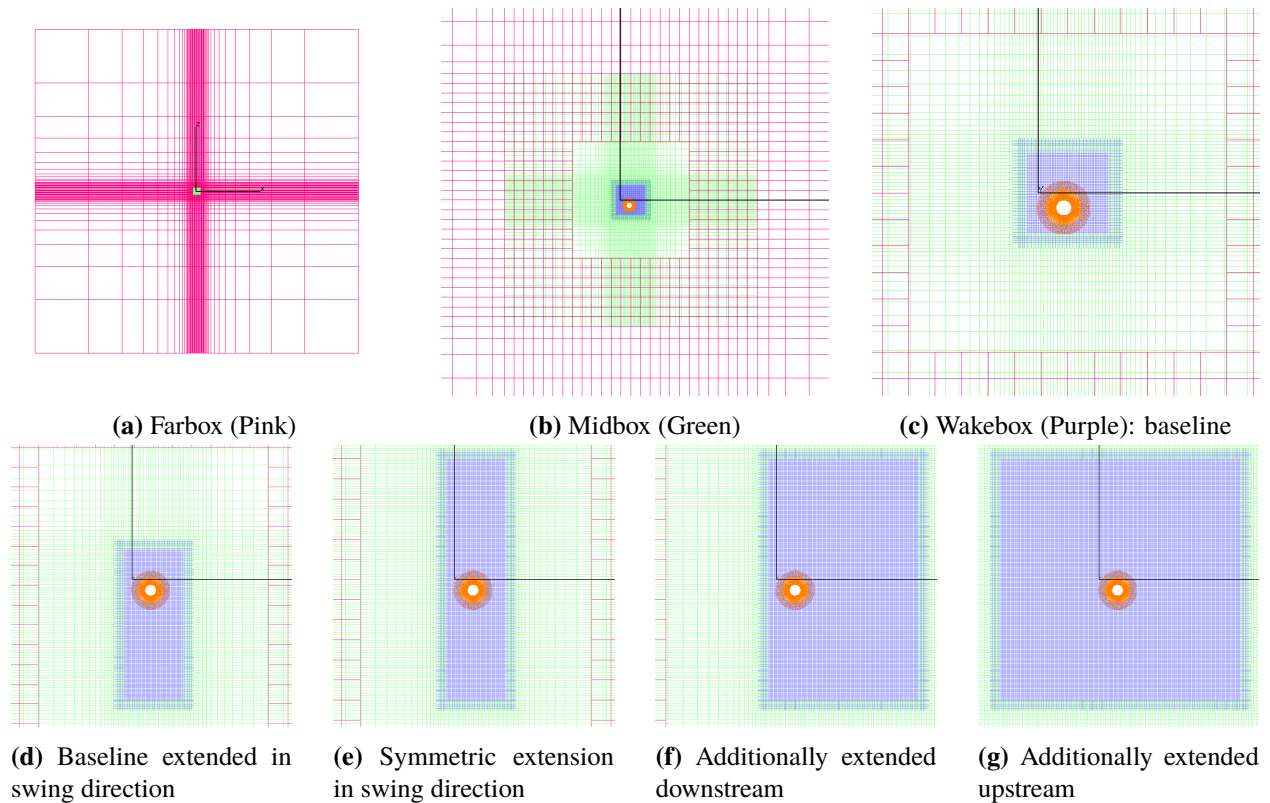 z
x
(a) Farbox (Pink)
(b) Midbox (Green)
Y
(c) Wakebox (Purple): baseline
(d) Baseline extended in
swing direction
(e) Symmetric extension
in swing direction
(f) Additionally extended
downstream
(g) Additionally extended
upstream